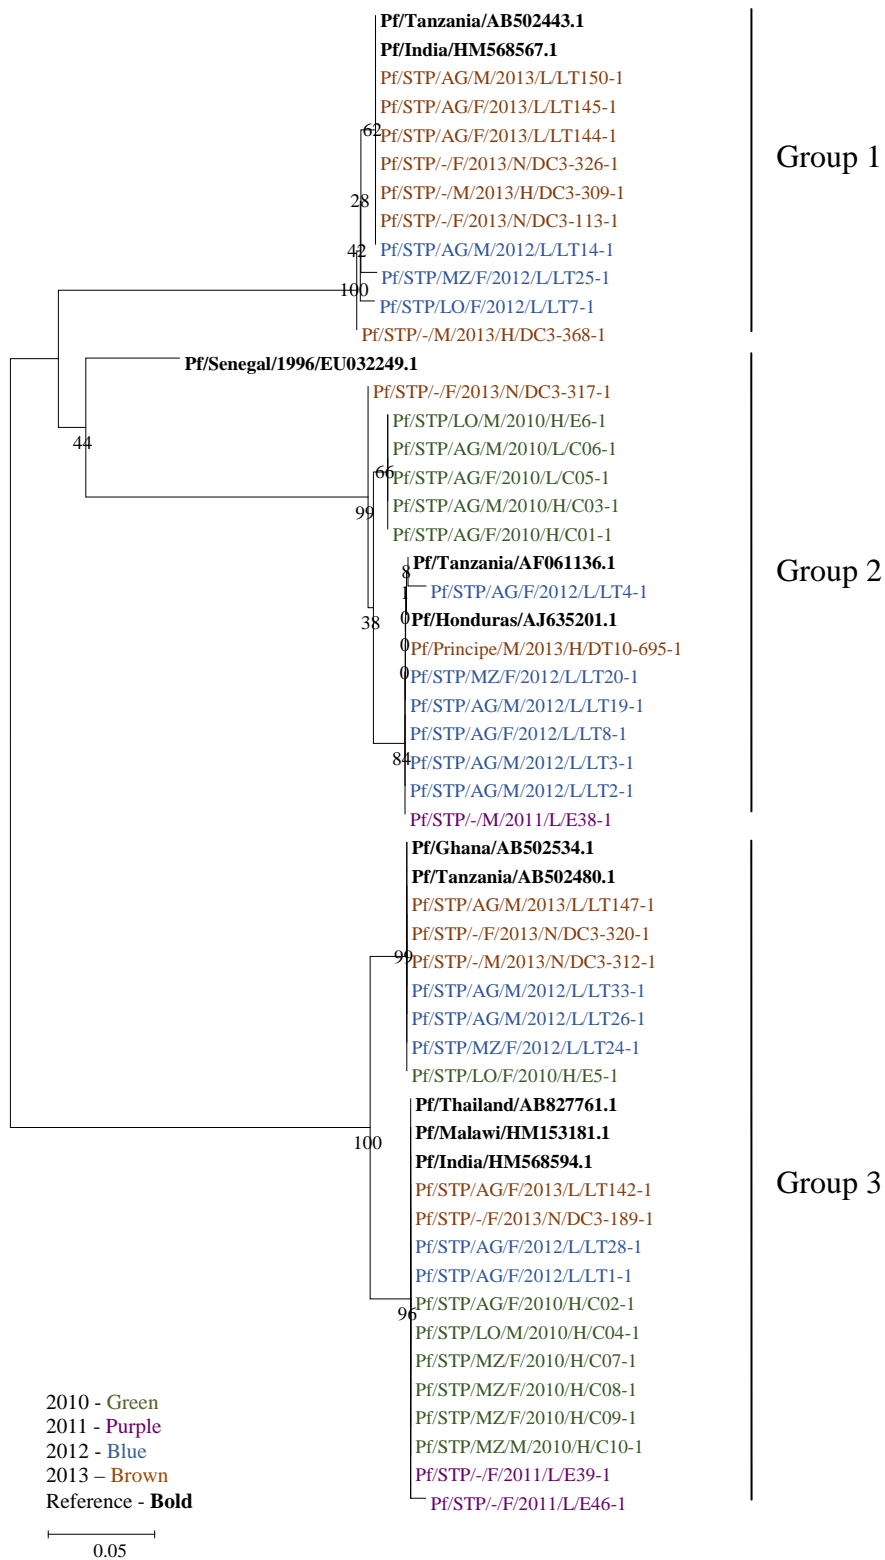 Pf/Tanzania/AB502443.1
Pf/India/HM568567.1
Pf/STP/AG/M/2013/L/LT150-1
Pf/STP/AG/F/2013/L/LT145-1
62
Pf/STP/AG/F/2013/L/LT144-1
Group 1
Pf/STP/-/F/2013/N/DC3-326-1
28
Pf/STP/-/M/2013/H/DC3-309-1
Pf/STP/-/F/2013/N/DC3-113-1
42
Pf/STP/AG/M/2012/L/LT14-1
Pf/STP/MZ/F/2012/L/LT25-1
100
Pf/STP/LO/F/2012/L/LT7-1
Pf/STP/-/M/2013/H/DC3-368-1
Pf/Senegal/1996/EU032249.1
Pf/STP/-/F/2013/N/DC3-317-1
44
Pf/STP/LO/M/2010/H/E6-1
Pf/STP/AG/M/2010/L/C06-1
66
Pf/STP/AG/F/2010/L/C05-1
99
Pf/STP/AG/M/2010/H/C03-1
Pf/STP/AG/F/2010/H/C01-1
Pf/Tanzania/AF061136.1
8
Group 2
1
Pf/STP/AG/F/2012/L/LT4-1
38
0
Pf/Honduras/AJ635201.1
0
Pf/Principe/M/2013/H/DT10-695-1
0
Pf/STP/MZ/F/2012/L/LT20-1
Pf/STP/AG/M/2012/L/LT19-1
Pf/STP/AG/F/2012/L/LT8-1
84
Pf/STP/AG/M/2012/L/LT3-1
Pf/STP/AG/M/2012/L/LT2-1
Pf/STP/-/M/2011/L/E38-1
Pf/Ghana/AB502534.1
Pf/Tanzania/AB502480.1
Pf/STP/AG/M/2013/L/LT147-1
Pf/STP/-/F/2013/N/DC3-320-1
99
Pf/STP/-/M/2013/N/DC3-312-1
Pf/STP/AG/M/2012/L/LT33-1
Pf/STP/AG/M/2012/L/LT26-1
Pf/STP/MZ/F/2012/L/LT24-1
Pf/STP/LO/F/2010/H/E5-1
Pf/Thailand/AB827761.1
100
Pf/Malawi/HM153181.1
Pf/India/HM568594.1
Group 3
Pf/STP/AG/F/2013/L/LT142-1
Pf/STP/-/F/2013/N/DC3-189-1
Pf/STP/AG/F/2012/L/LT28-1
Pf/STP/AG/F/2012/L/LT1-1
96
Pf/STP/AG/F/2010/H/C02-1
Pf/STP/LO/M/2010/H/C04-1
Pf/STP/MZ/F/2010/H/C07-1
Pf/STP/MZ/F/2010/H/C08-1
Pf/STP/MZ/F/2010/H/C09-1
Pf/STP/MZ/M/2010/H/C10-1
Pf/STP/-/F/2011/L/E39-1
Pf/STP/-/F/2011/L/E46-1
2010 - Green
2011 - Purple
2012 - Blue
2013 – Brown
Reference - Bold
0.05